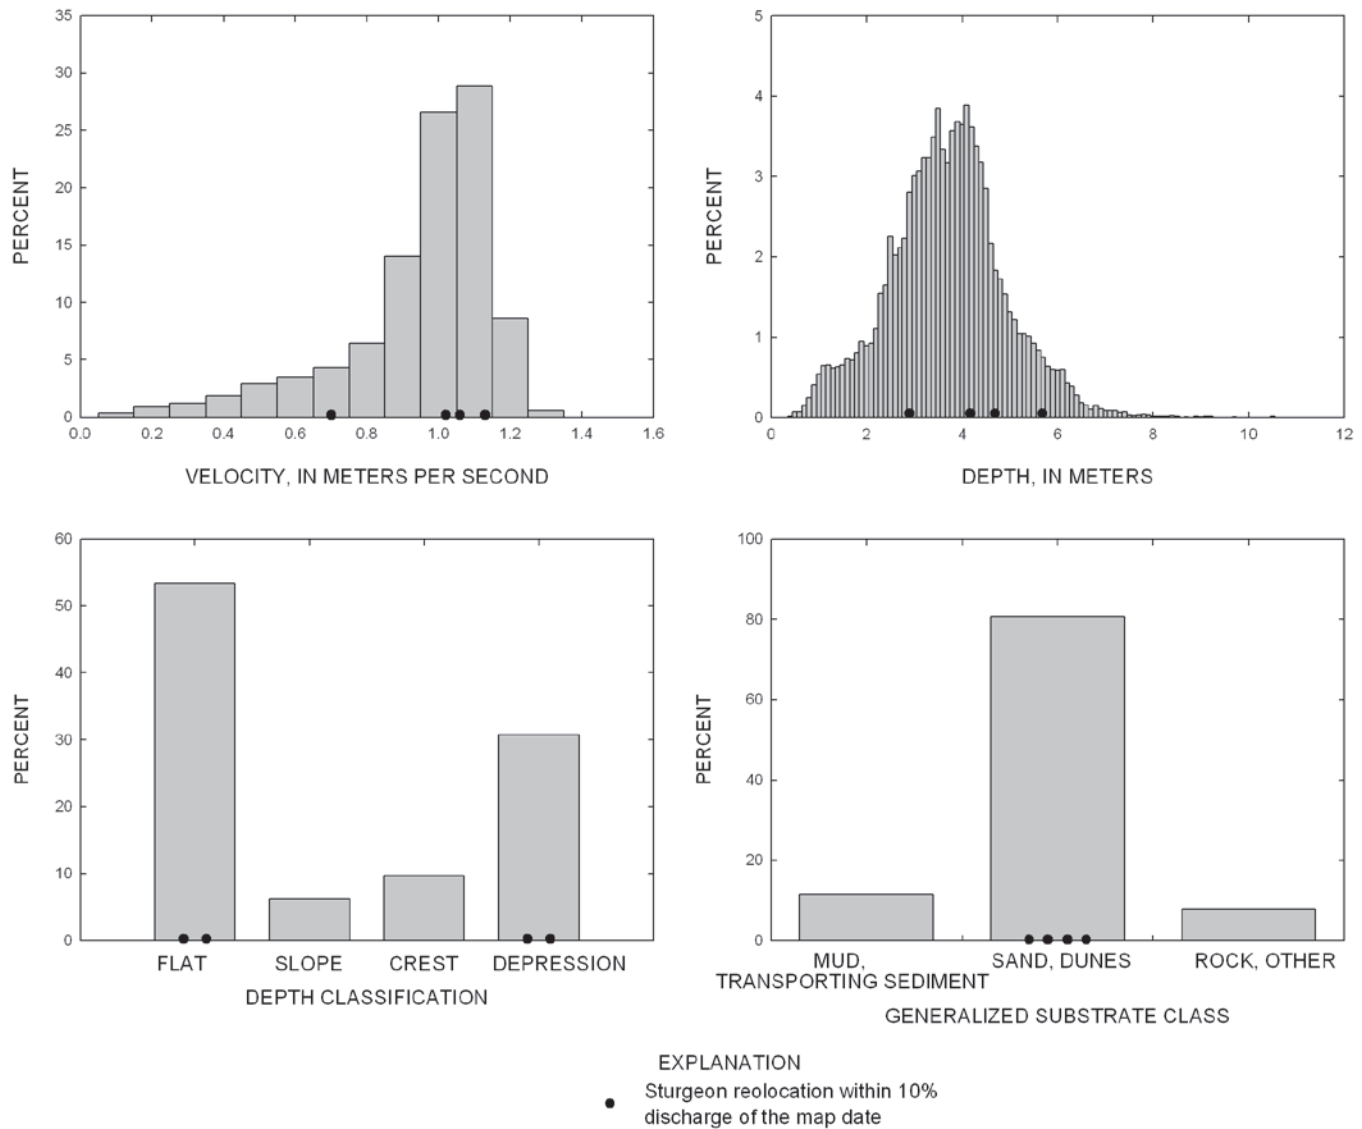 35
30
25
20
15
10
5
0
PERCENT
0.0 0.2 0.4 0.6 0.8 1.0 1.2 1.4 1.6
VELOCITY, IN METERS PER SECOND
5
4
3
2
1
0
PERCENT
0 2 4 6 8 10 12
DEPTH, IN METERS
60
50
40
30
20
10
0
PERCENT
FLAT SLOPE CREST DEPRESSION
DEPTH CLASSIFICATION
100
80
60
40
20
0
PERCENT
MUD, SAND, DUNES ROCK, OTHER
TRANSPORTING SEDIMENT
GENERALIZED SUBSTRATE CLASS
EXPLANATION
Sturgeon reolocation within 10%
discharge of the map date